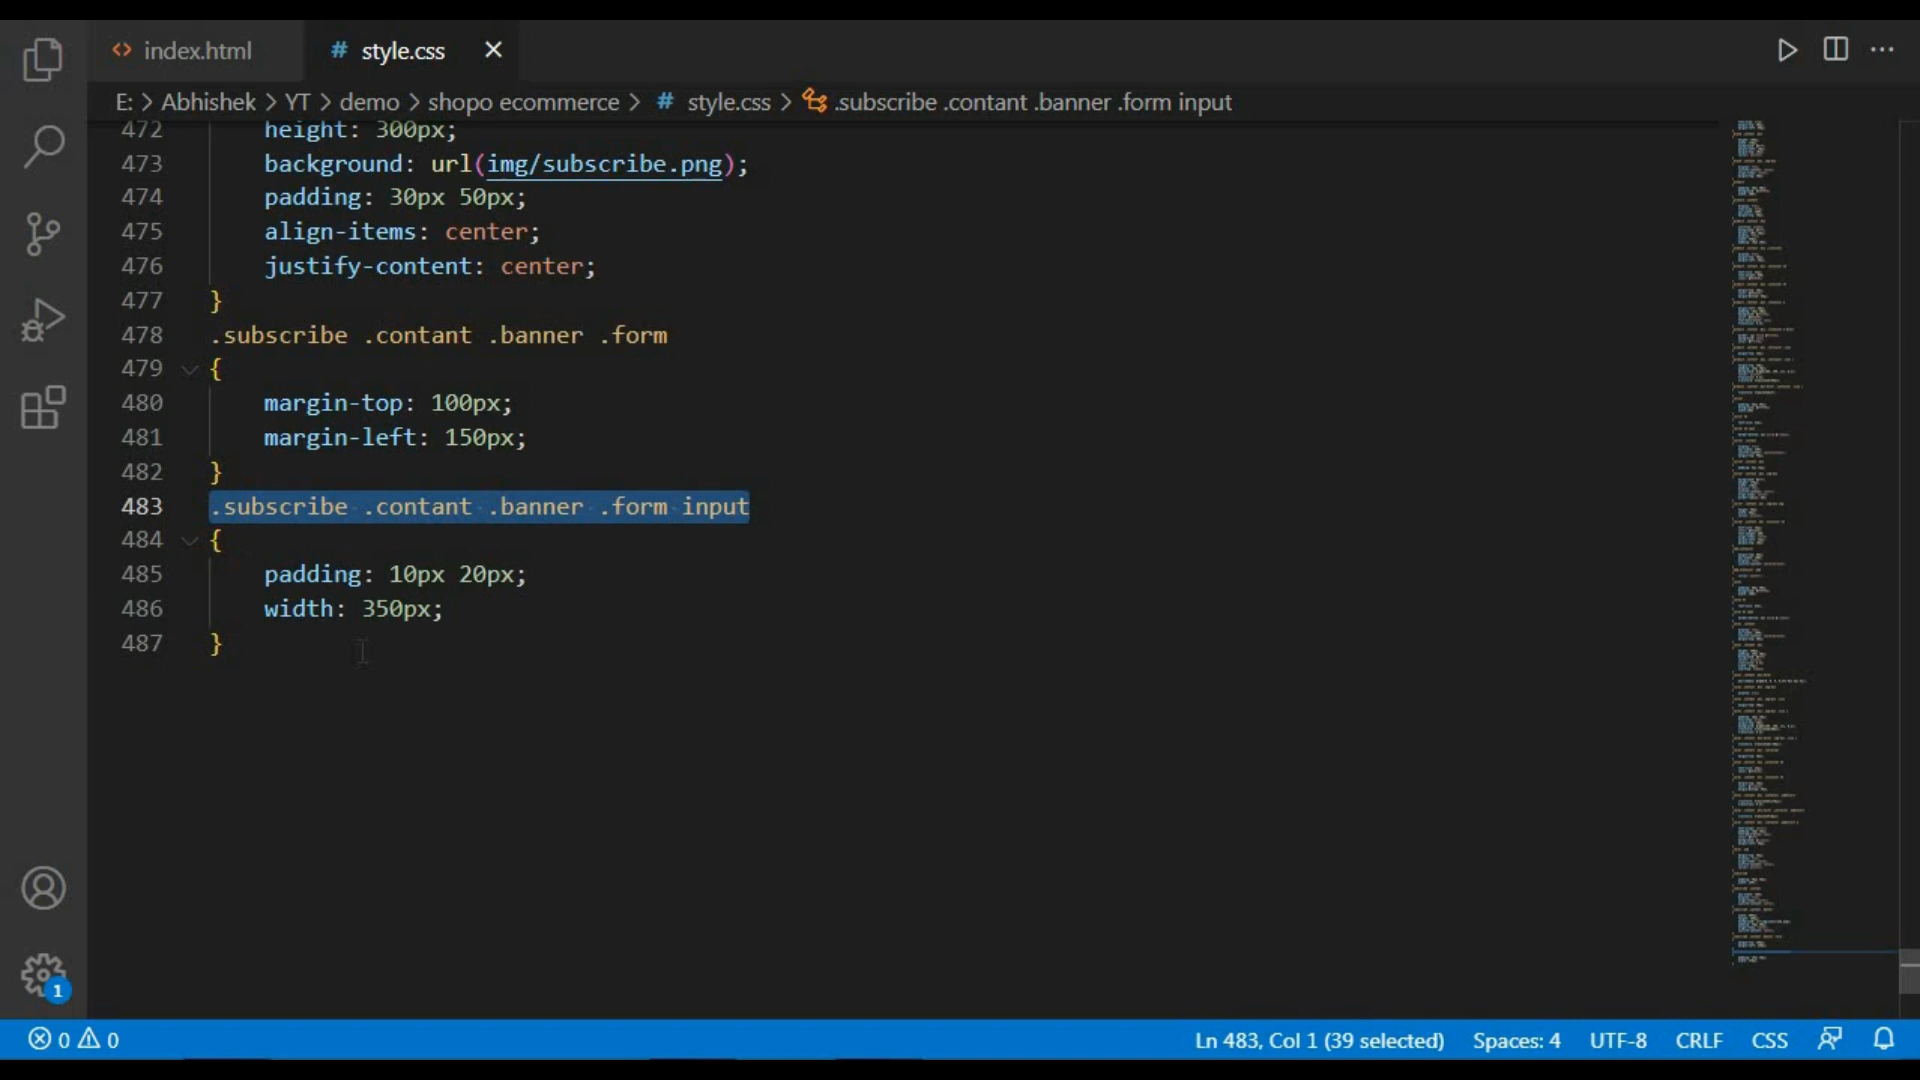 index.html
# style.css
E: > Abhishek > YT > demo > shopo ecommerce > # style.css > .subscribe .contant .banner .form input
472 height: 300px;
473 background: url(img/subscribe.png);
474 padding: 30px 50px;
475 align-items: center;
476 justify-content: center;
477 }
478 .subscribe .contant .banner .form
479 {
480 margin-top: 100px;
481 margin-left: 150px;
482 }
483 .subscribe .contant .banner .form input
484 {
485 padding: 10px 20px;
486 width: 350px;
487 }
1
0 0
Ln 483, Col 1 (39 selected) Spaces: 4 UTF-8 CRLF CSS